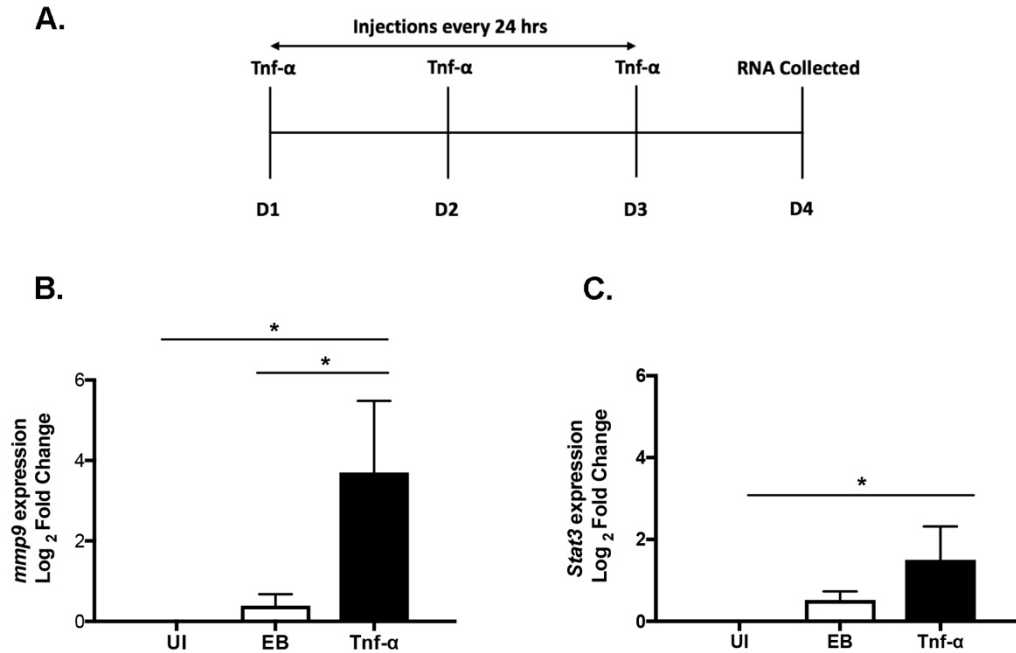 A.
Injections every 24 hrs
Tnf-α Tnf-α Tnf-α RNA Collected
D1 D2 D3 D4
B.
*
*
6
4
2
0
mmp9 expression
Log 2 Fold Change
UI EB Tnf-α
C.
*
6
4
2
0
Stat3 expression
Log 2 Fold Change
UI EB Tnf-α